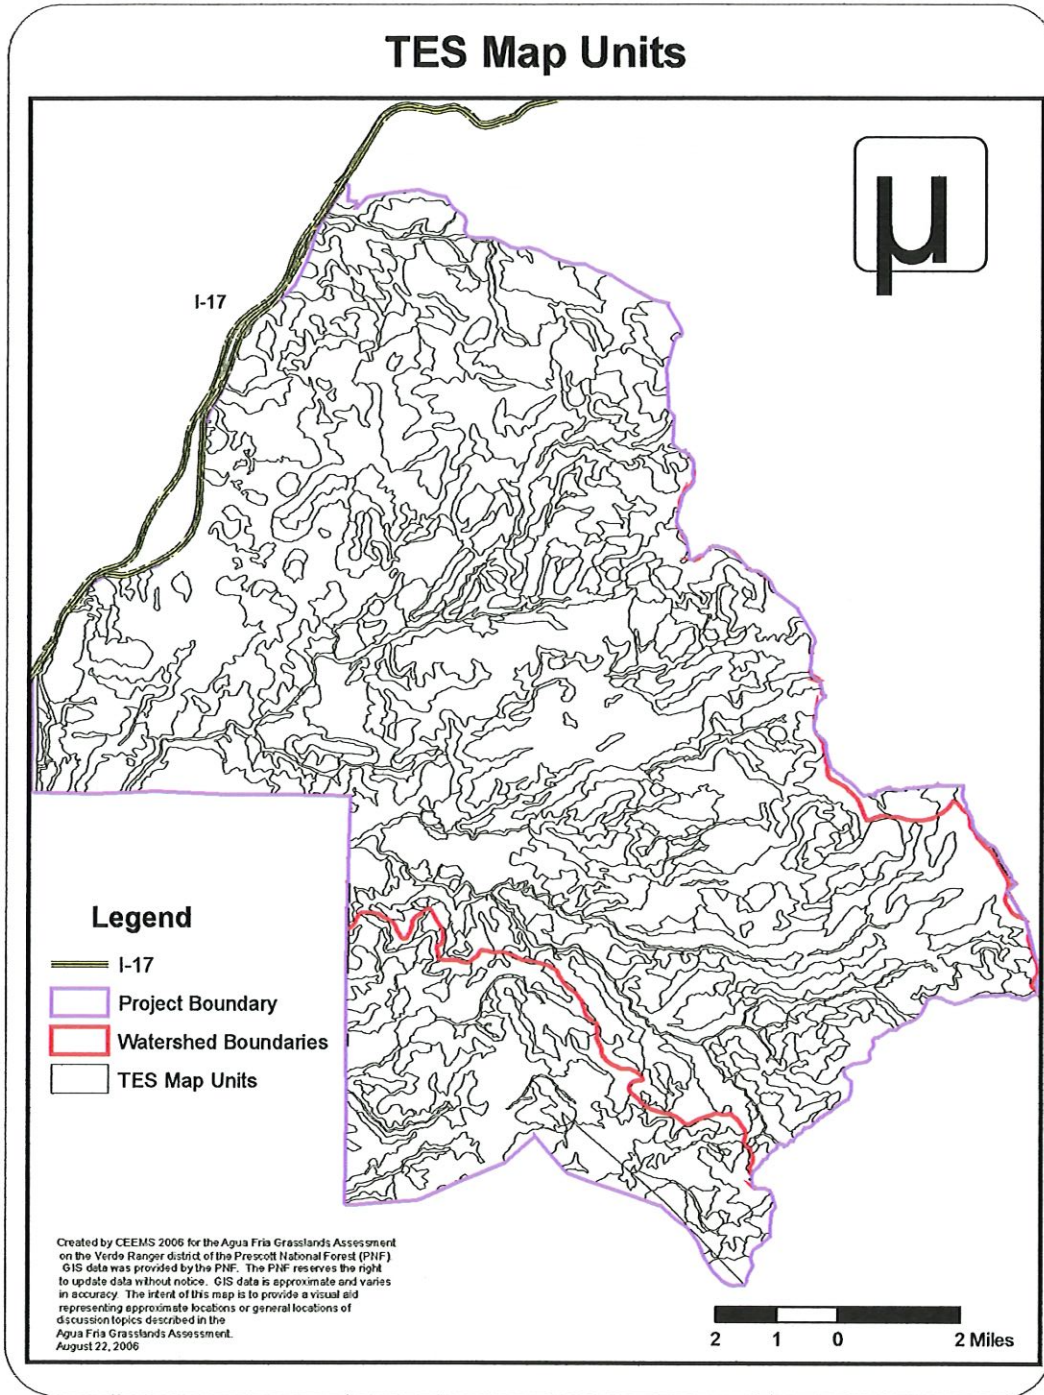 TES Map Units
µ
I-17
Legend
I-17
Project Boundary
Watershed Boundaries
TES Map Units
Created by CEEMS 2006 for the Agua Fria Grasslands Assessment
on the Verde Ranger district of the Prescott National Forest (PNF)
GIS data was provided by the PNF. The PNF reserves the right
to update data without notice. GIS data is approximate and varies
in accuracy. The intent of this map is to provide a visual aid
representing approximate locations or general locations of
discussion topics described in the
Agua Fria Grasslands Assessment.
August 22, 2006
2 1 0 2 Miles